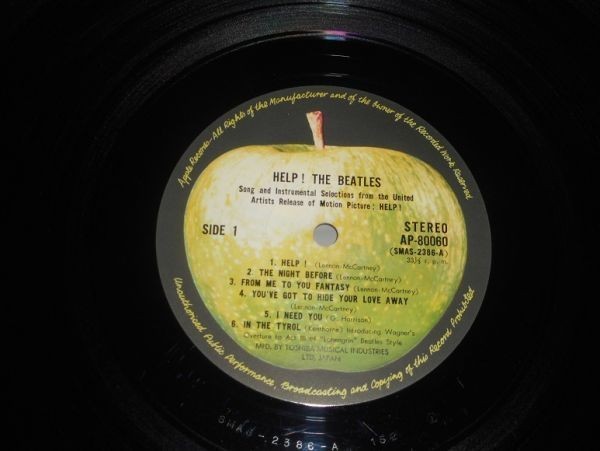 Apple Records—All Rights of the Manufacturer and of the Owner of the Recorded Work Reserved
HELP! THE BEATLES
Song and Instrumental Selections from the United
Artists Release of Motion Picture: HELP!
SIDE 1
STEREO
AP-80060
(SMAS-2386-A)
33⅓ r. p. m.
1. HELP! (Lennon-McCartney)
2. THE NIGHT BEFORE (Lennon-McCartney)
3. FROM ME TO YOU FANTASY (Lennon-McCartney)
4. YOU'VE GOT TO HIDE YOUR LOVE AWAY
(Lennon-McCartney)
5. I NEED YOU (G. Harrison)
6. IN THE TYROL (Kenthorne) Introducing Wagner's
Overture to Act III of "Lohengrin" Beatles Style
MFD. BY TOSHIBA MUSICAL INDUSTRIES
LTD. JAPAN
Unauthorized Public Performance, Broadcasting and Copying of this Record Prohibited
SMAS-2386-A